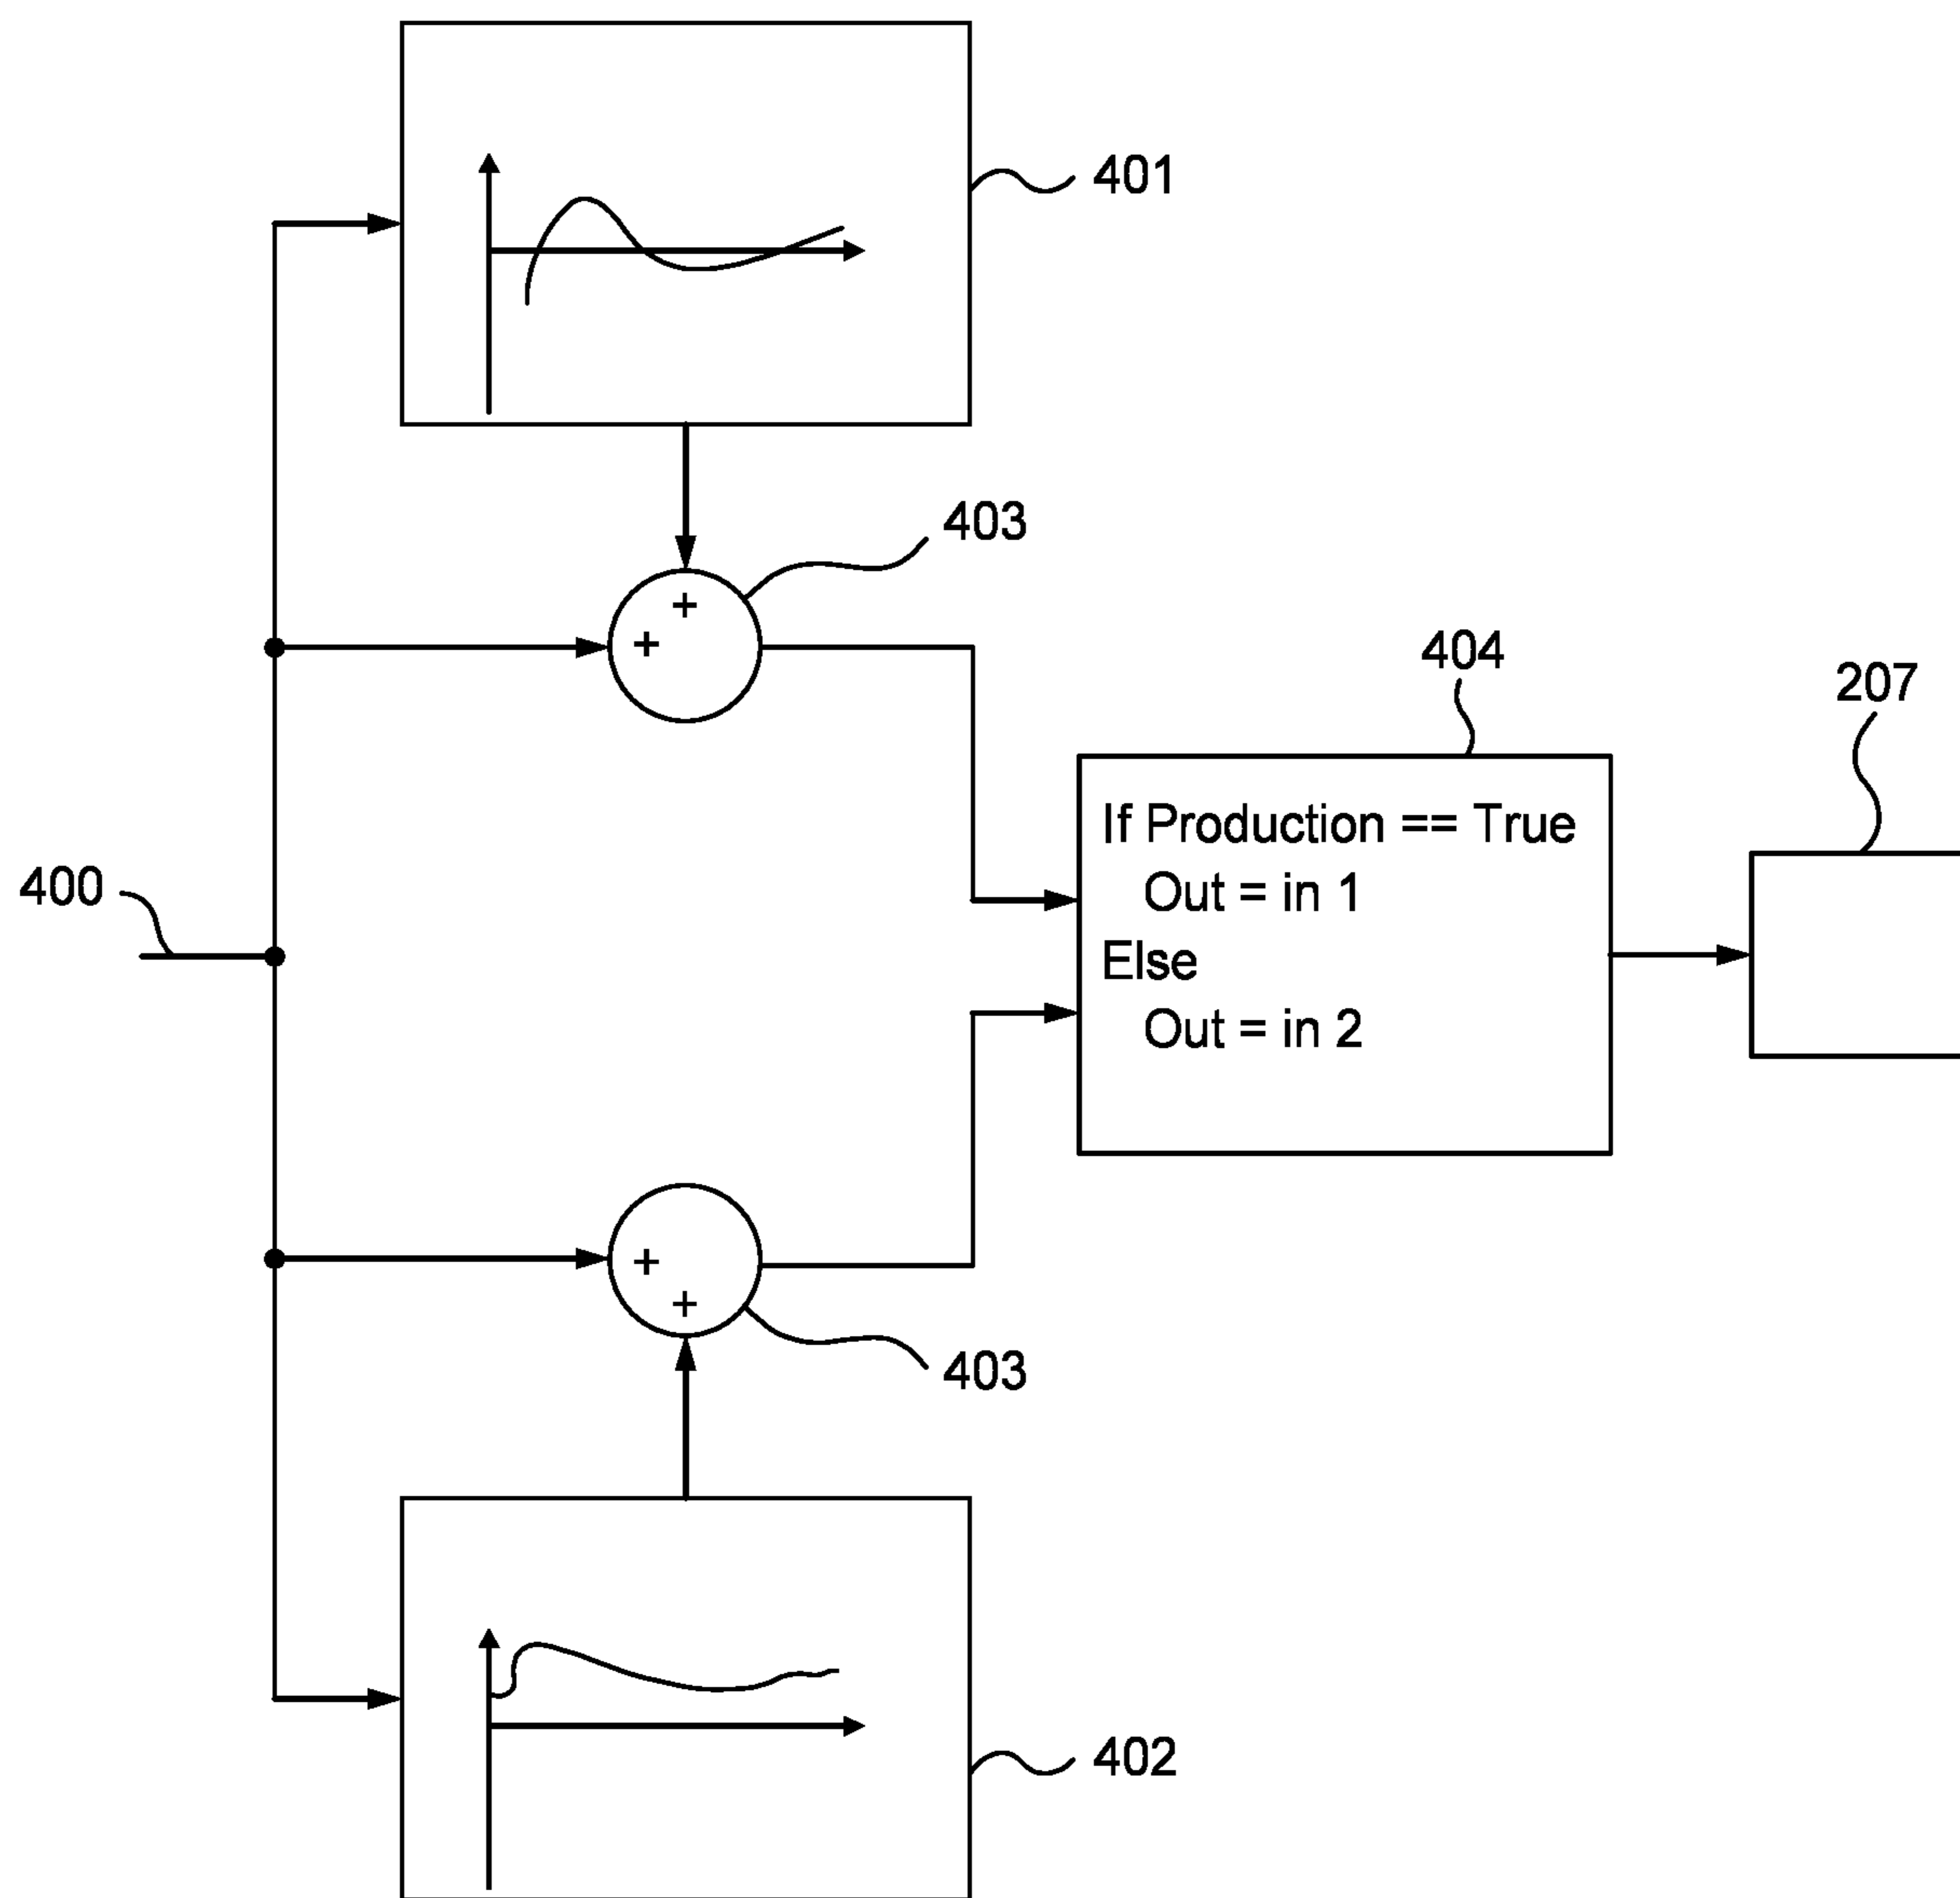 401
403
+
+
404
207
If Production == True
Out = in 1
Else
Out = in 2
400
+
+
403
402